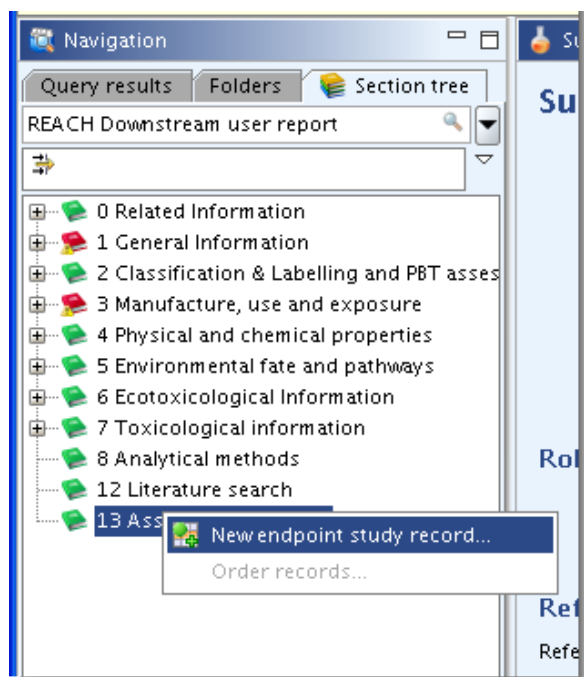 Navigation
Query results Folders Section tree
Su
REACH Downstream user report
0 Related Information
1 General Information
2 Classification & Labelling and PBT asses
3 Manufacture, use and exposure
4 Physical and chemical properties
5 Environmental fate and pathways
6 Ecotoxicological Information
7 Toxicological information
8 Analytical methods
Rol
12 Literature search
13 Ass
New endpoint study record...
Order records...
Ref
Refe